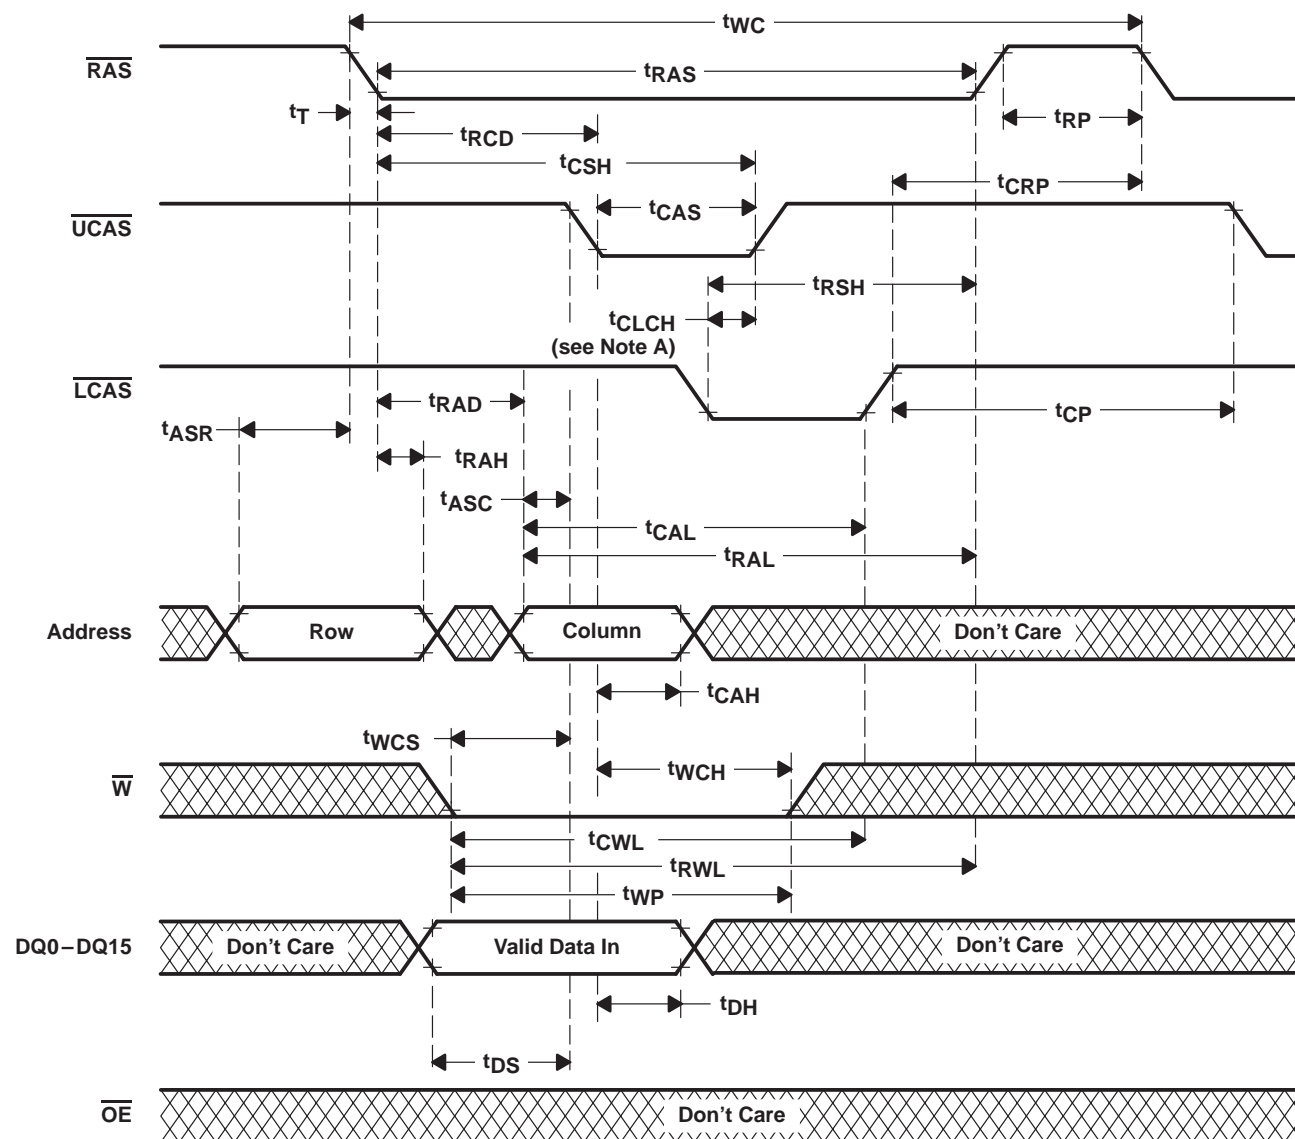 tWC
RAS
tRAS
tT
tRP
tRCD
tCSH
tCRP
UCAS
tCAS
tRSH
tCLCH
(see Note A)
LCAS
tRAD
tCP
tASR
tRAH
tASC
tCAL
tRAL
Address
Row
Column
Don't Care
tCAH
tWCS
tWCH
W
tCWL
tRWL
tWP
DQ0–DQ15
Don't Care
Valid Data In
Don't Care
tDH
tDS
OE
Don't Care